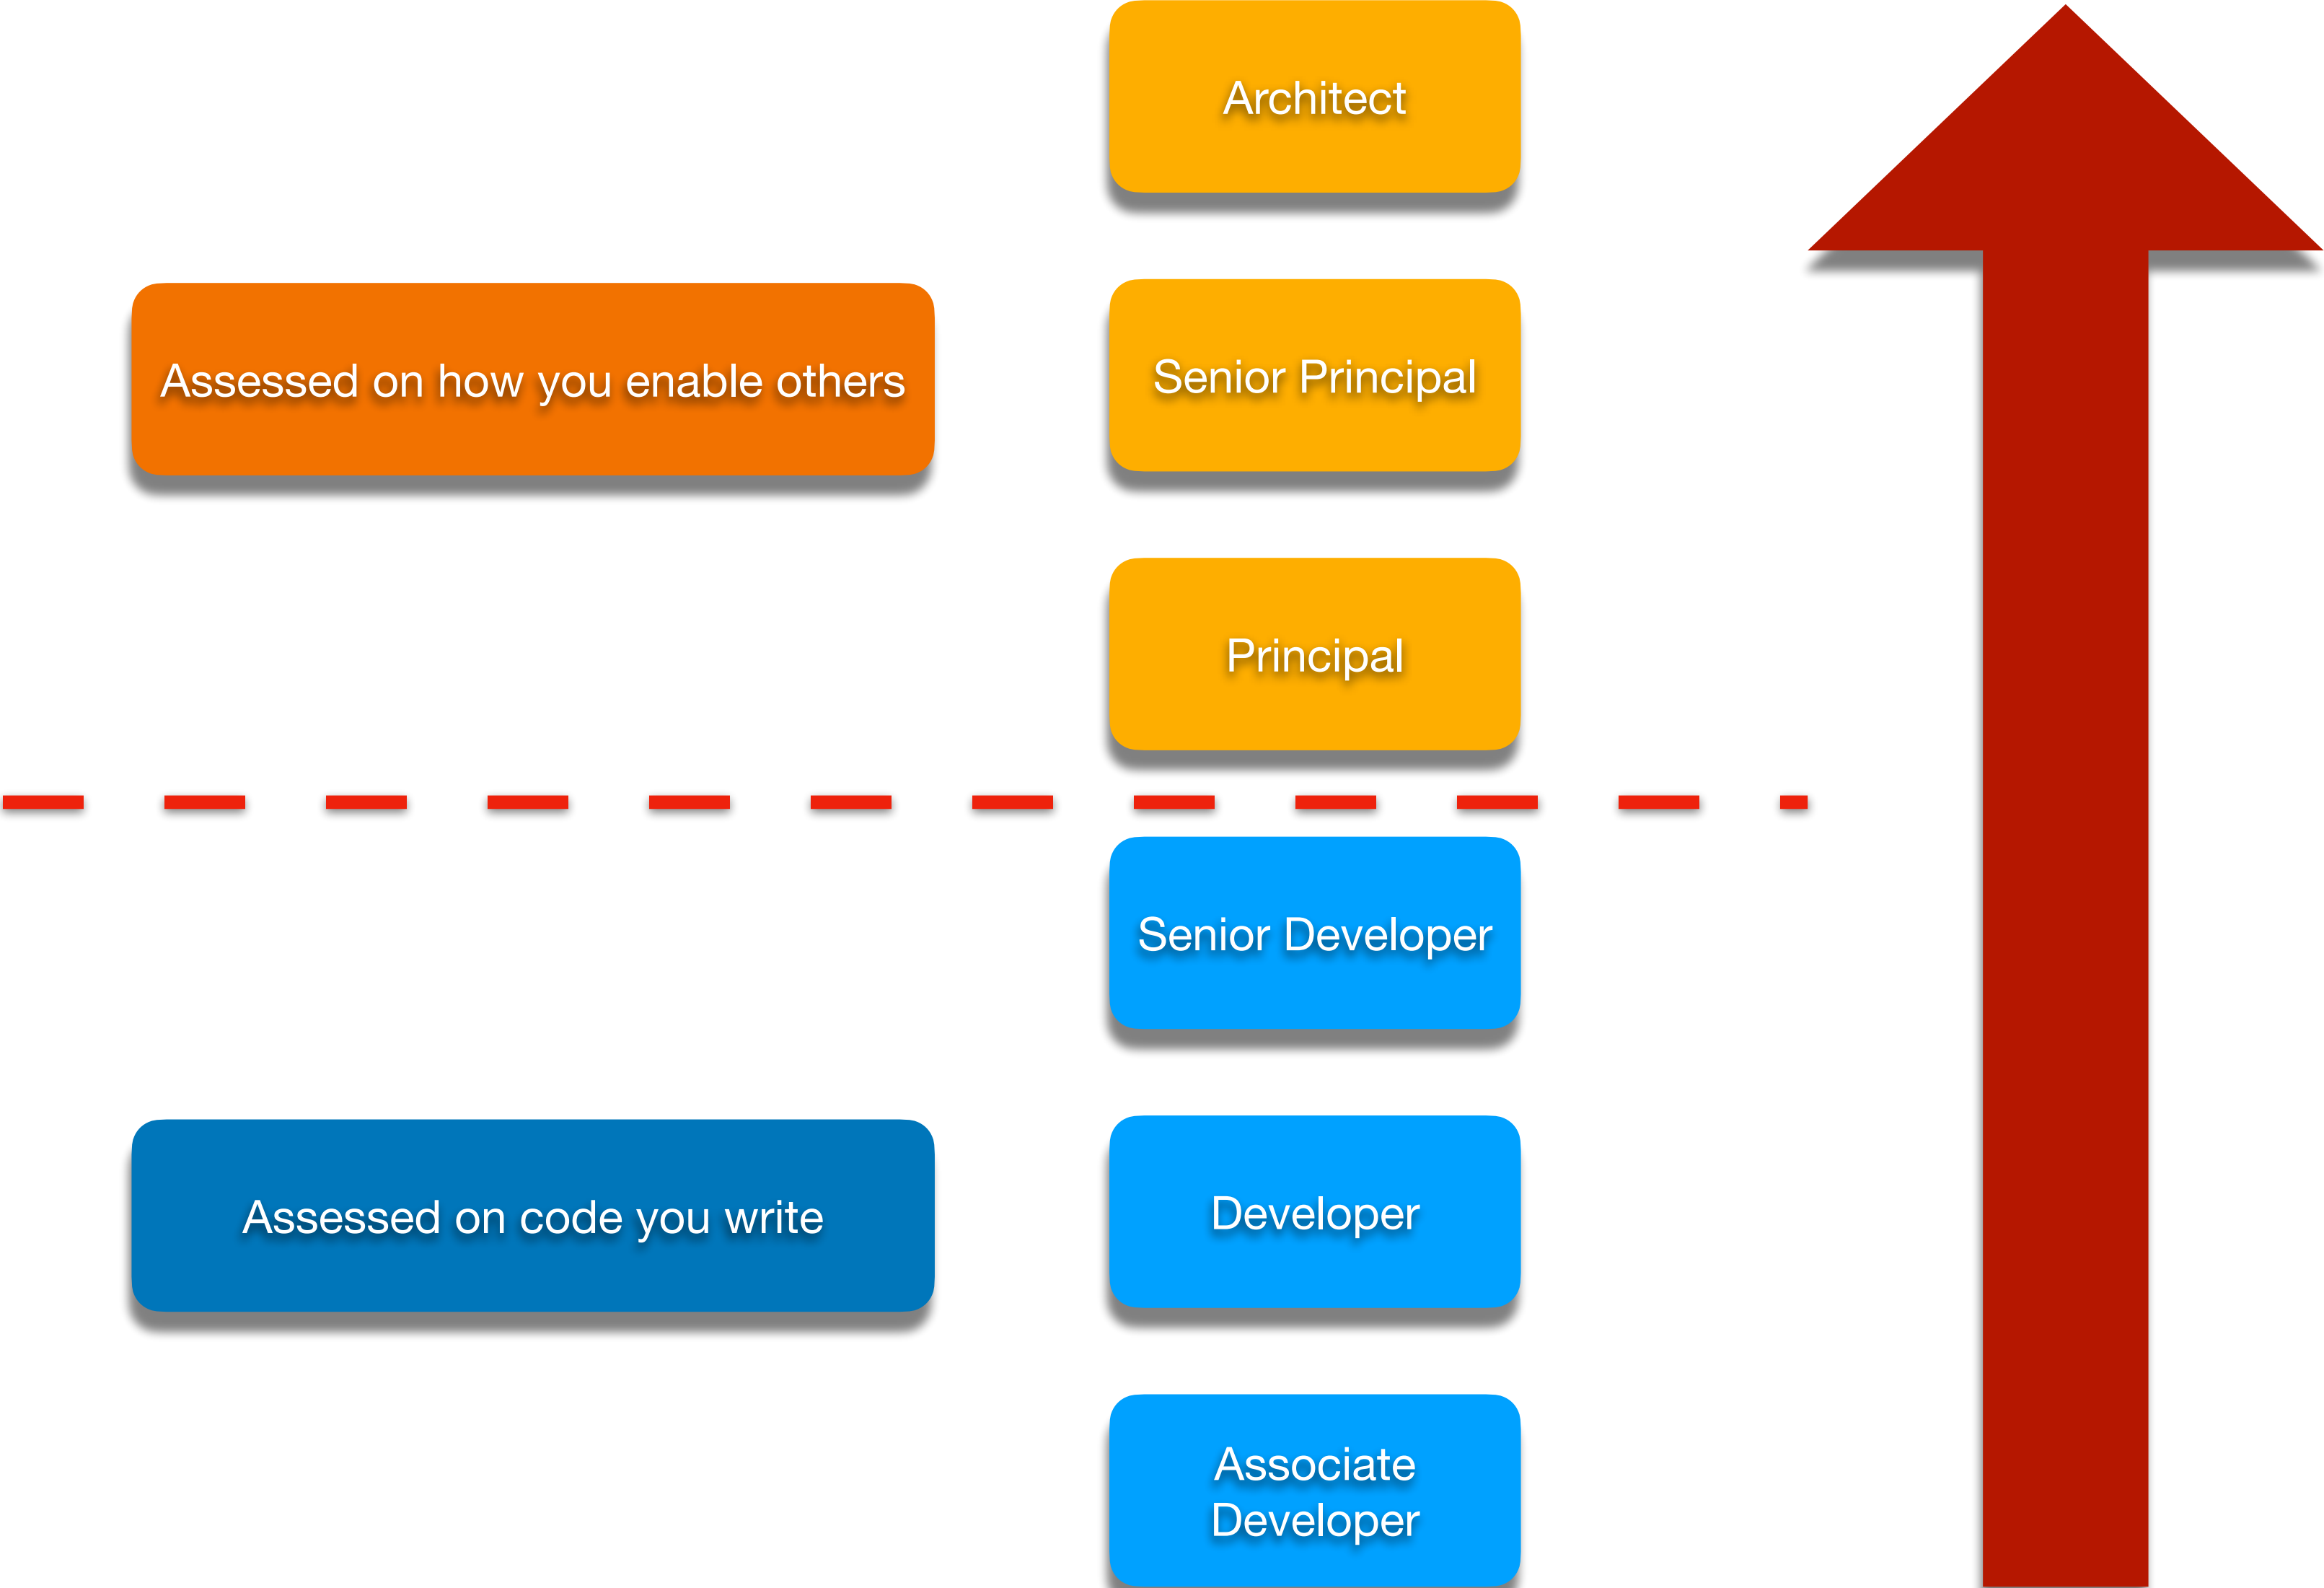 Architect
Assessed on how you enable others
Senior Principal
Principal
Senior Developer
Assessed on code you write
Developer
Associate
Developer